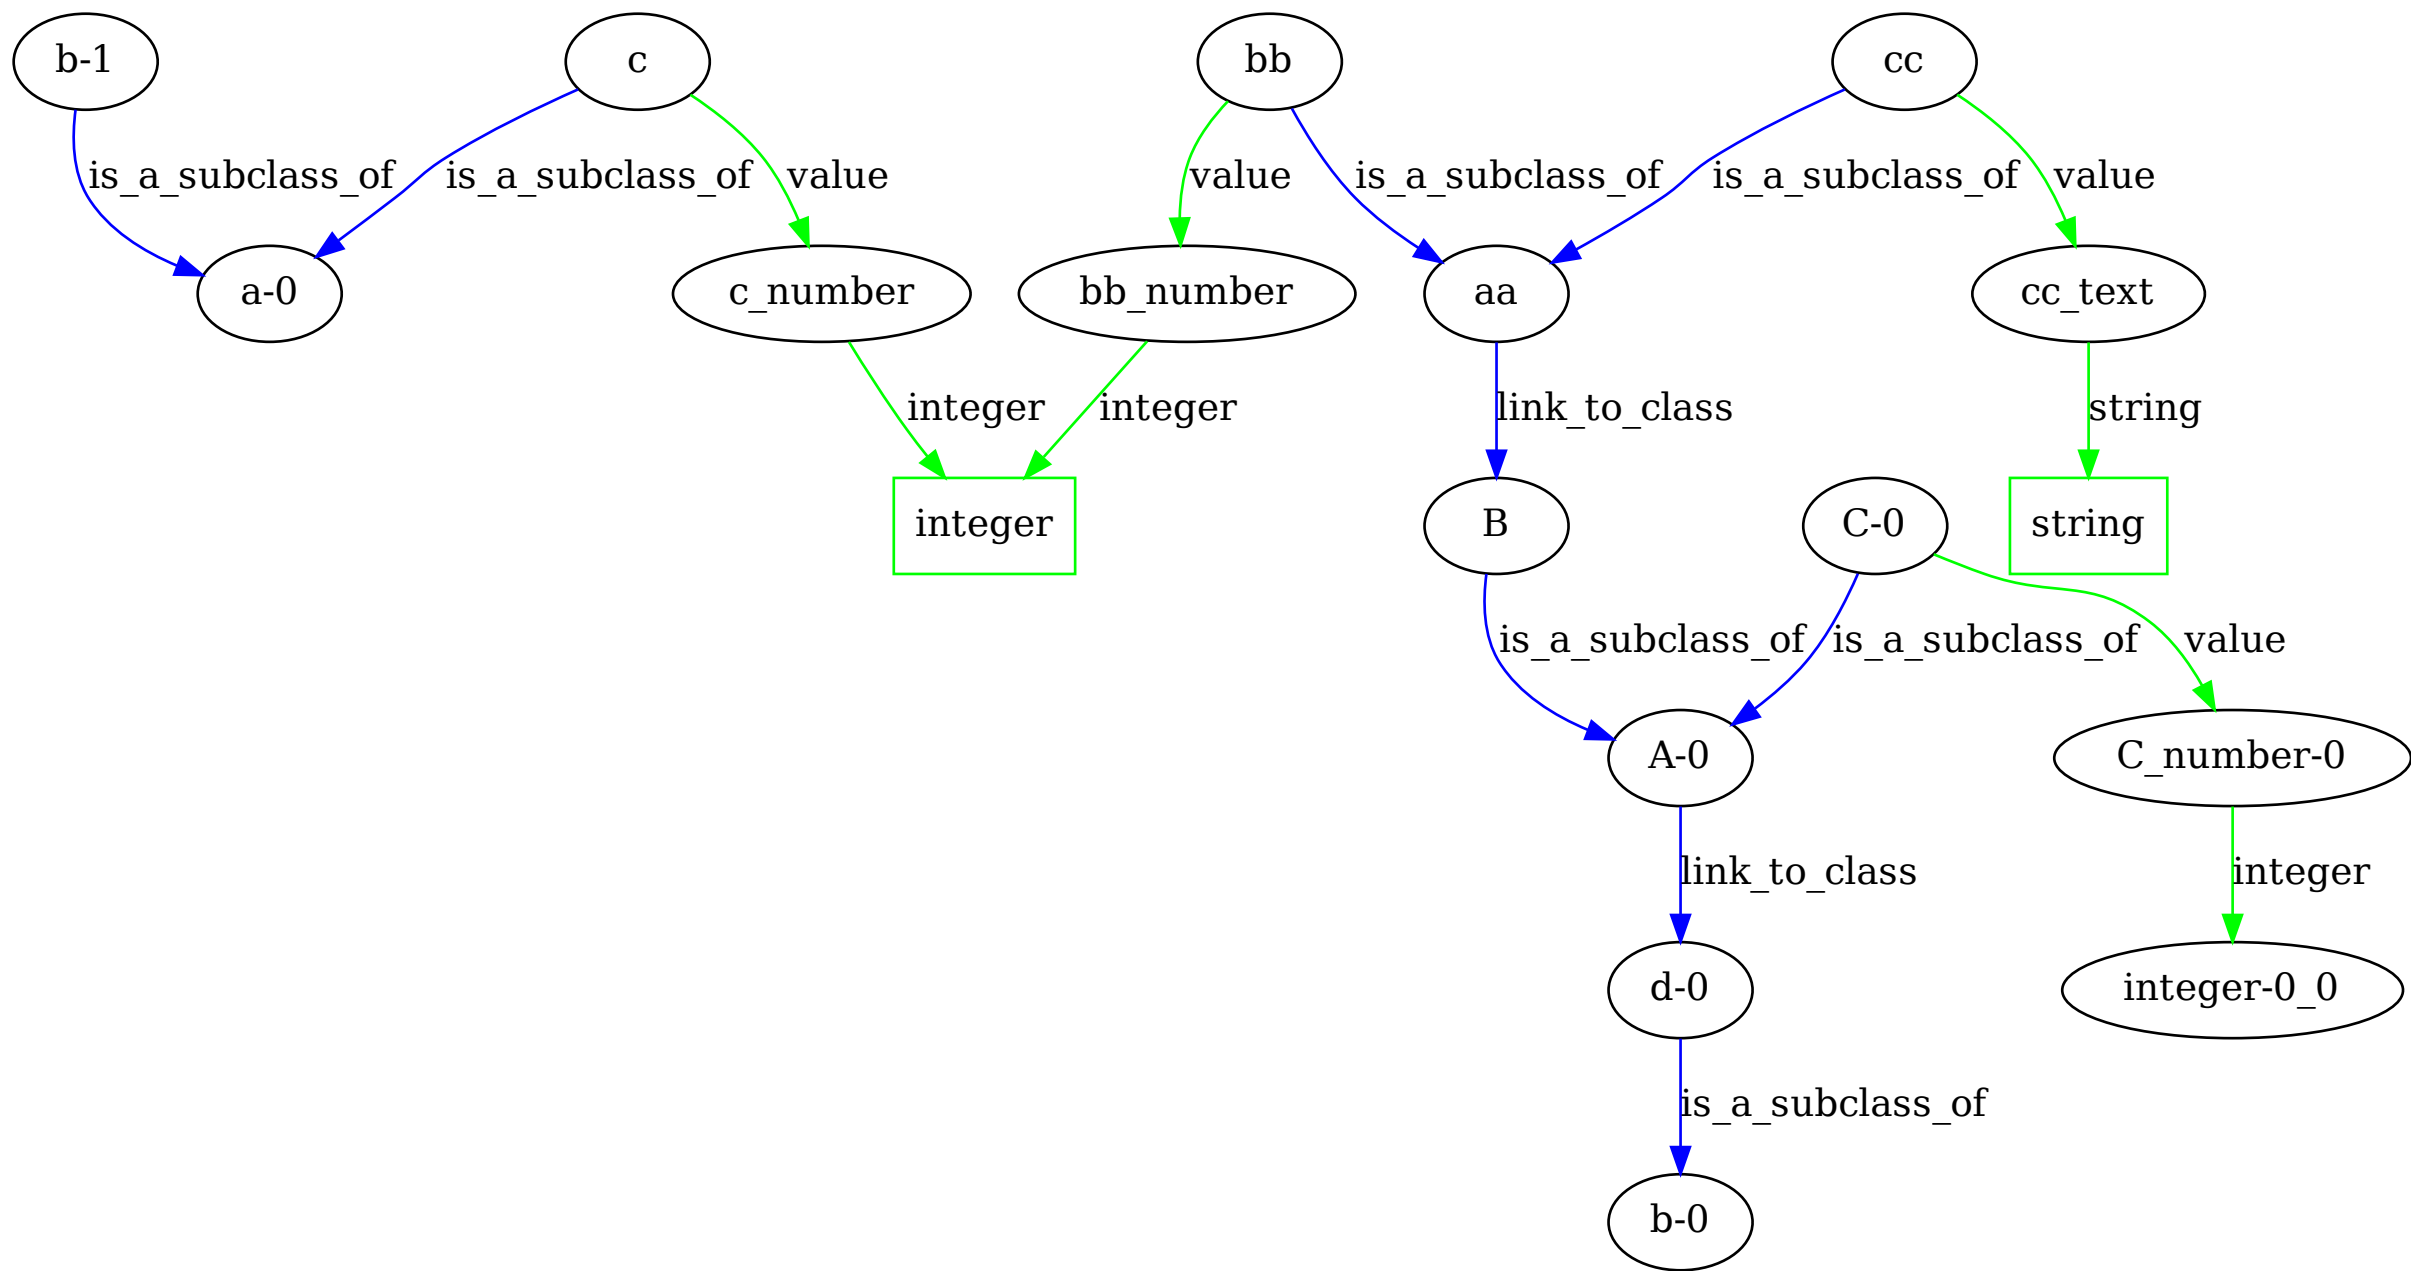 b-1
c
bb
cc
is_a_subclass_of
is_a_subclass_of
value
value
is_a_subclass_of
is_a_subclass_of
value
a-0
c_number
bb_number
aa
cc_text
integer
integer
link_to_class
string
integer
B
C-0
string
is_a_subclass_of
is_a_subclass_of
value
A-0
C_number-0
link_to_class
integer
d-0
integer-0_0
is_a_subclass_of
b-0